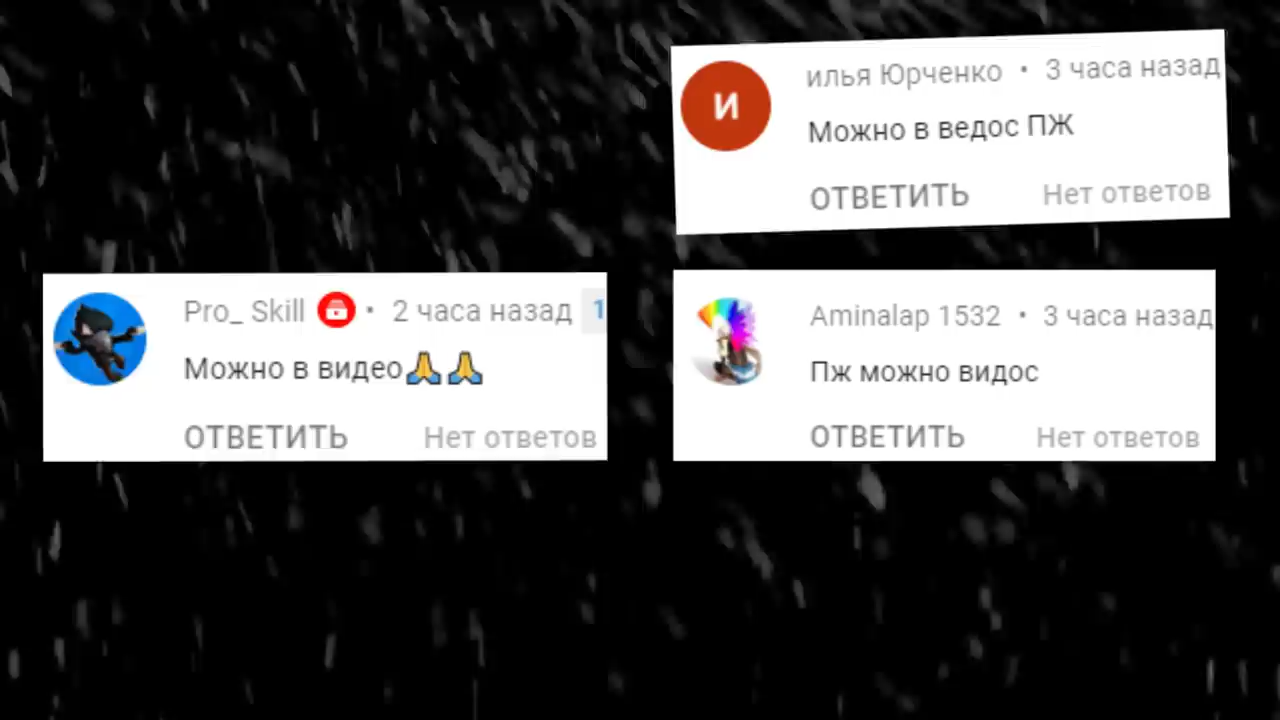 илья Юрченко • 3 часа назад
Можно в ведос ПЖ
ОТВЕТИТЬ Нет ответов
Pro_ Skill • 2 часа назад 1
Можно в видео🙏🙏
ОТВЕТИТЬ Нет ответов
Aminalap 1532 • 3 часа назад
Пж можно видос
ОТВЕТИТЬ Нет ответов